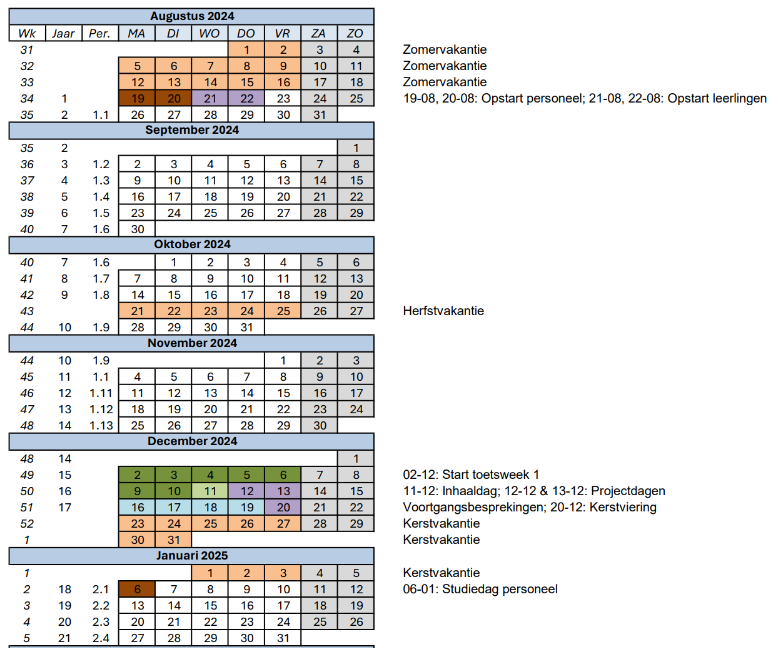 Augustus 2024
Wk Jaar Per. MA DI WO DO VR ZA ZO
31 1 2 3 4 Zomervakantie
32 5 6 7 8 9 10 11 Zomervakantie
33 12 13 14 15 16 17 18 Zomervakantie
34 1 19 20 21 22 23 24 25 19-08, 20-08: Opstart personeel; 21-08, 22-08: Opstart leerlingen
35 2 1.1 26 27 28 29 30 31
September 2024
35 2 1
36 3 1.2 2 3 4 5 6 7 8
37 4 1.3 9 10 11 12 13 14 15
38 5 1.4 16 17 18 19 20 21 22
39 6 1.5 23 24 25 26 27 28 29
40 7 1.6 30
Oktober 2024
40 7 1.6 1 2 3 4 5 6
41 8 1.7 7 8 9 10 11 12 13
42 9 1.8 14 15 16 17 18 19 20
43 21 22 23 24 25 26 27 Herfstvakantie
44 10 1.9 28 29 30 31
November 2024
44 10 1.9 1 2 3
45 11 1.1 4 5 6 7 8 9 10
46 12 1.11 11 12 13 14 15 16 17
47 13 1.12 18 19 20 21 22 23 24
48 14 1.13 25 26 27 28 29 30
December 2024
48 14 1
49 15 2 3 4 5 6 7 8 02-12: Start toetsweek 1
50 16 9 10 11 12 13 14 15 11-12: Inhaaldag; 12-12 & 13-12: Projectdagen
51 17 16 17 18 19 20 21 22 Voortgangsbesprekingen; 20-12: Kerstviering
52 23 24 25 26 27 28 29 Kerstvakantie
1 30 31 Kerstvakantie
Januari 2025
1 1 2 3 4 5 Kerstvakantie
2 18 2.1 6 7 8 9 10 11 12 06-01: Studiedag personeel
3 19 2.2 13 14 15 16 17 18 19
4 20 2.3 20 21 22 23 24 25 26
5 21 2.4 27 28 29 30 31